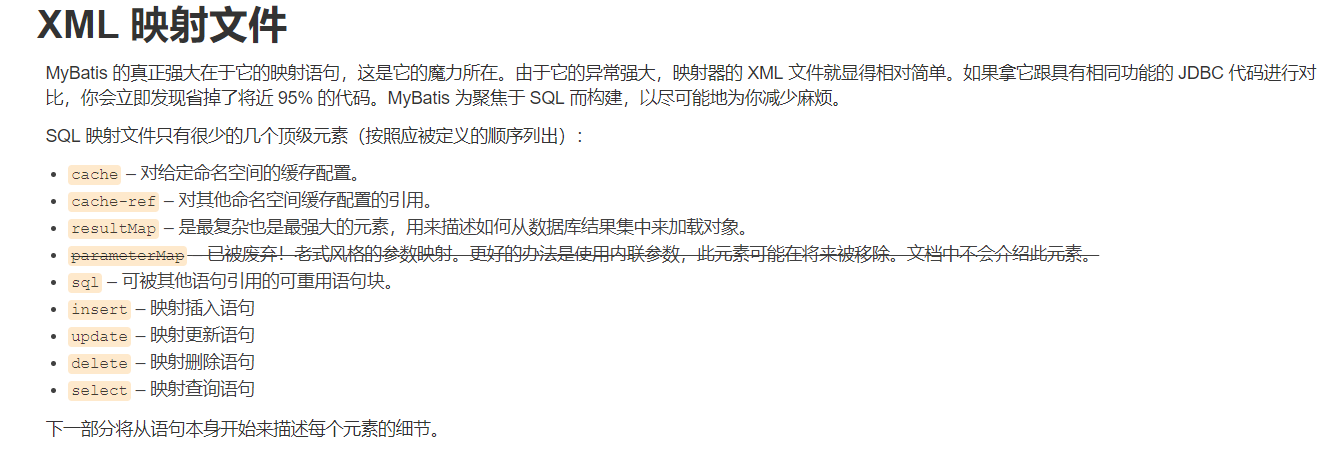 XML 映射文件
MyBatis 的真正强大在于它的映射语句，这是它的魔力所在。由于它的异常强大，映射器的 XML 文件就显得相对简单。如果拿它跟具有相同功能的 JDBC 代码进行对
比，你会立即发现省掉了将近 95% 的代码。MyBatis 为聚焦于 SQL 而构建，以尽可能地为你减少麻烦。
SQL 映射文件只有很少的几个顶级元素（按照应被定义的顺序列出）：
• cache – 对给定命名空间的缓存配置。
• cache-ref – 对其他命名空间缓存配置的引用。
• resultMap – 是最复杂也是最强大的元素，用来描述如何从数据库结果集中来加载对象。
• parameterMap – 已被废弃！老式风格的参数映射。更好的办法是使用内联参数，此元素可能在将来被移除。文档中不会介绍此元素。
• sql – 可被其他语句引用的可重用语句块。
• insert – 映射插入语句
• update – 映射更新语句
• delete – 映射删除语句
• select – 映射查询语句
下一部分将从语句本身开始来描述每个元素的细节。